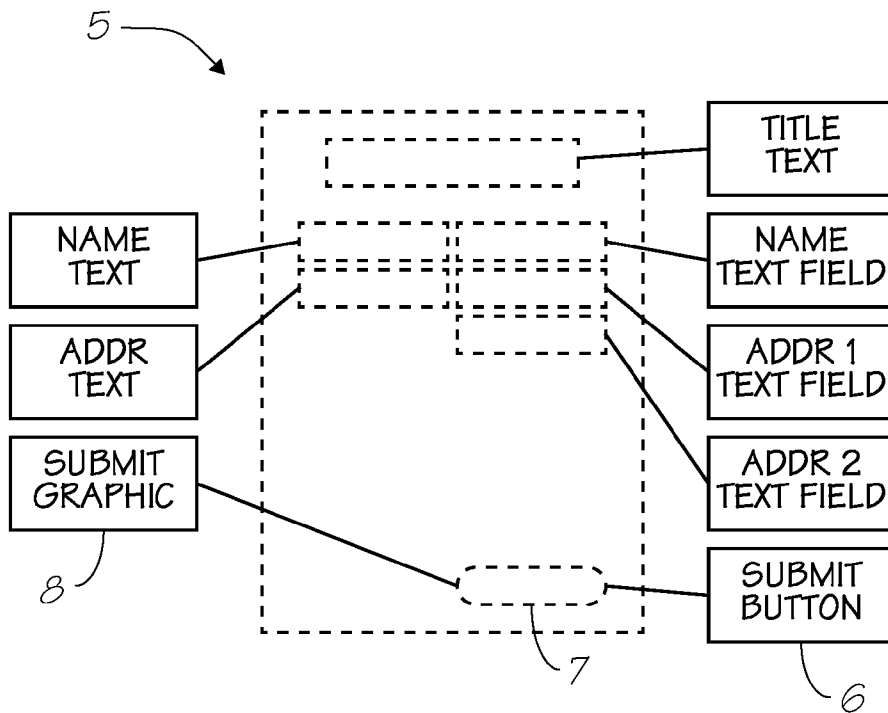 5
TITLE
TEXT
NAME
TEXT
NAME
TEXT FIELD
ADDR
TEXT
ADDR 1
TEXT FIELD
SUBMIT
GRAPHIC
ADDR 2
TEXT FIELD
SUBMIT
BUTTON
8
7
6